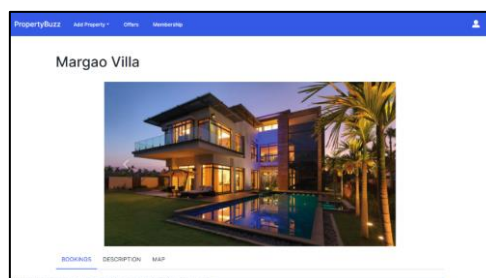 PropertyBuzz Add Property Offers Membership
Margao Villa
BOOKINGS DESCRIPTION MAP